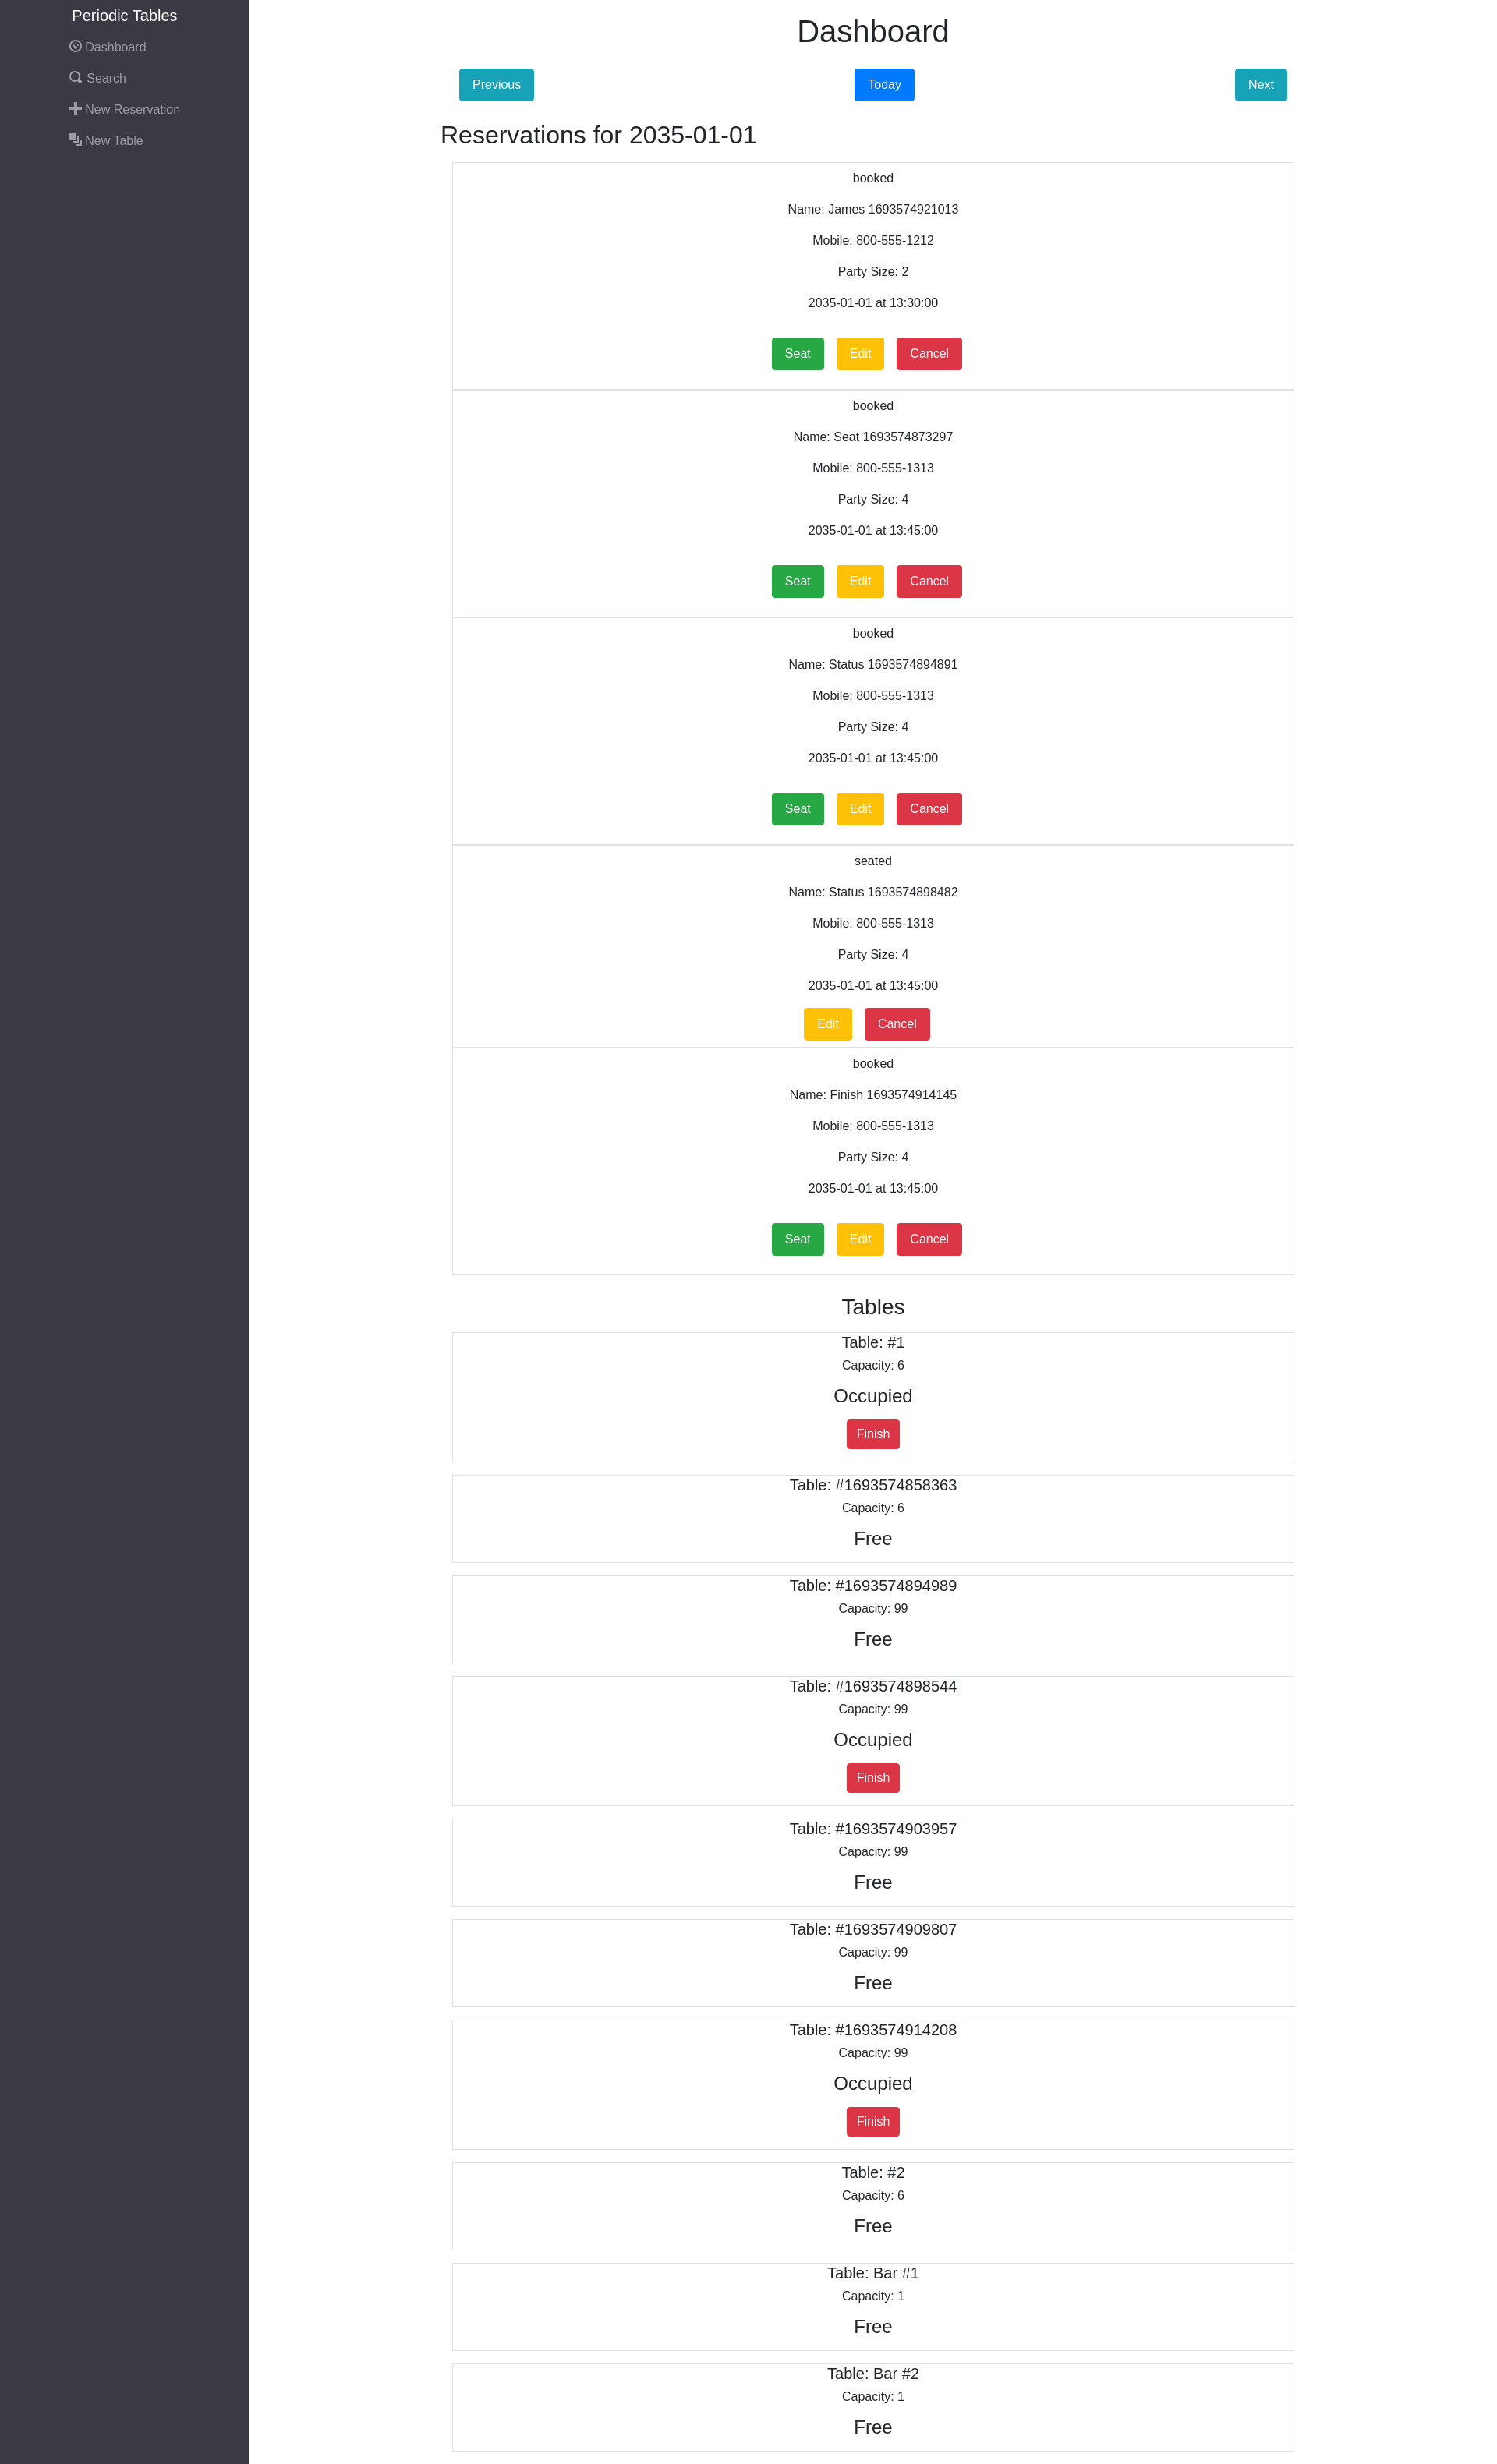 Periodic Tables
Dashboard
Search
New Reservation
New Table
Dashboard
Previous Today Next
Reservations for 2035-01-01
booked
Name: James 1693574921013
Mobile: 800-555-1212
Party Size: 2
2035-01-01 at 13:30:00
Seat Edit Cancel
booked
Name: Seat 1693574873297
Mobile: 800-555-1313
Party Size: 4
2035-01-01 at 13:45:00
Seat Edit Cancel
booked
Name: Status 1693574894891
Mobile: 800-555-1313
Party Size: 4
2035-01-01 at 13:45:00
Seat Edit Cancel
seated
Name: Status 1693574898482
Mobile: 800-555-1313
Party Size: 4
2035-01-01 at 13:45:00
Edit Cancel
booked
Name: Finish 1693574914145
Mobile: 800-555-1313
Party Size: 4
2035-01-01 at 13:45:00
Seat Edit Cancel
Tables
Table: #1
Capacity: 6
Occupied
Finish
Table: #1693574858363
Capacity: 6
Free
Table: #1693574894989
Capacity: 99
Free
Table: #1693574898544
Capacity: 99
Occupied
Finish
Table: #1693574903957
Capacity: 99
Free
Table: #1693574909807
Capacity: 99
Free
Table: #1693574914208
Capacity: 99
Occupied
Finish
Table: #2
Capacity: 6
Free
Table: Bar #1
Capacity: 1
Free
Table: Bar #2
Capacity: 1
Free